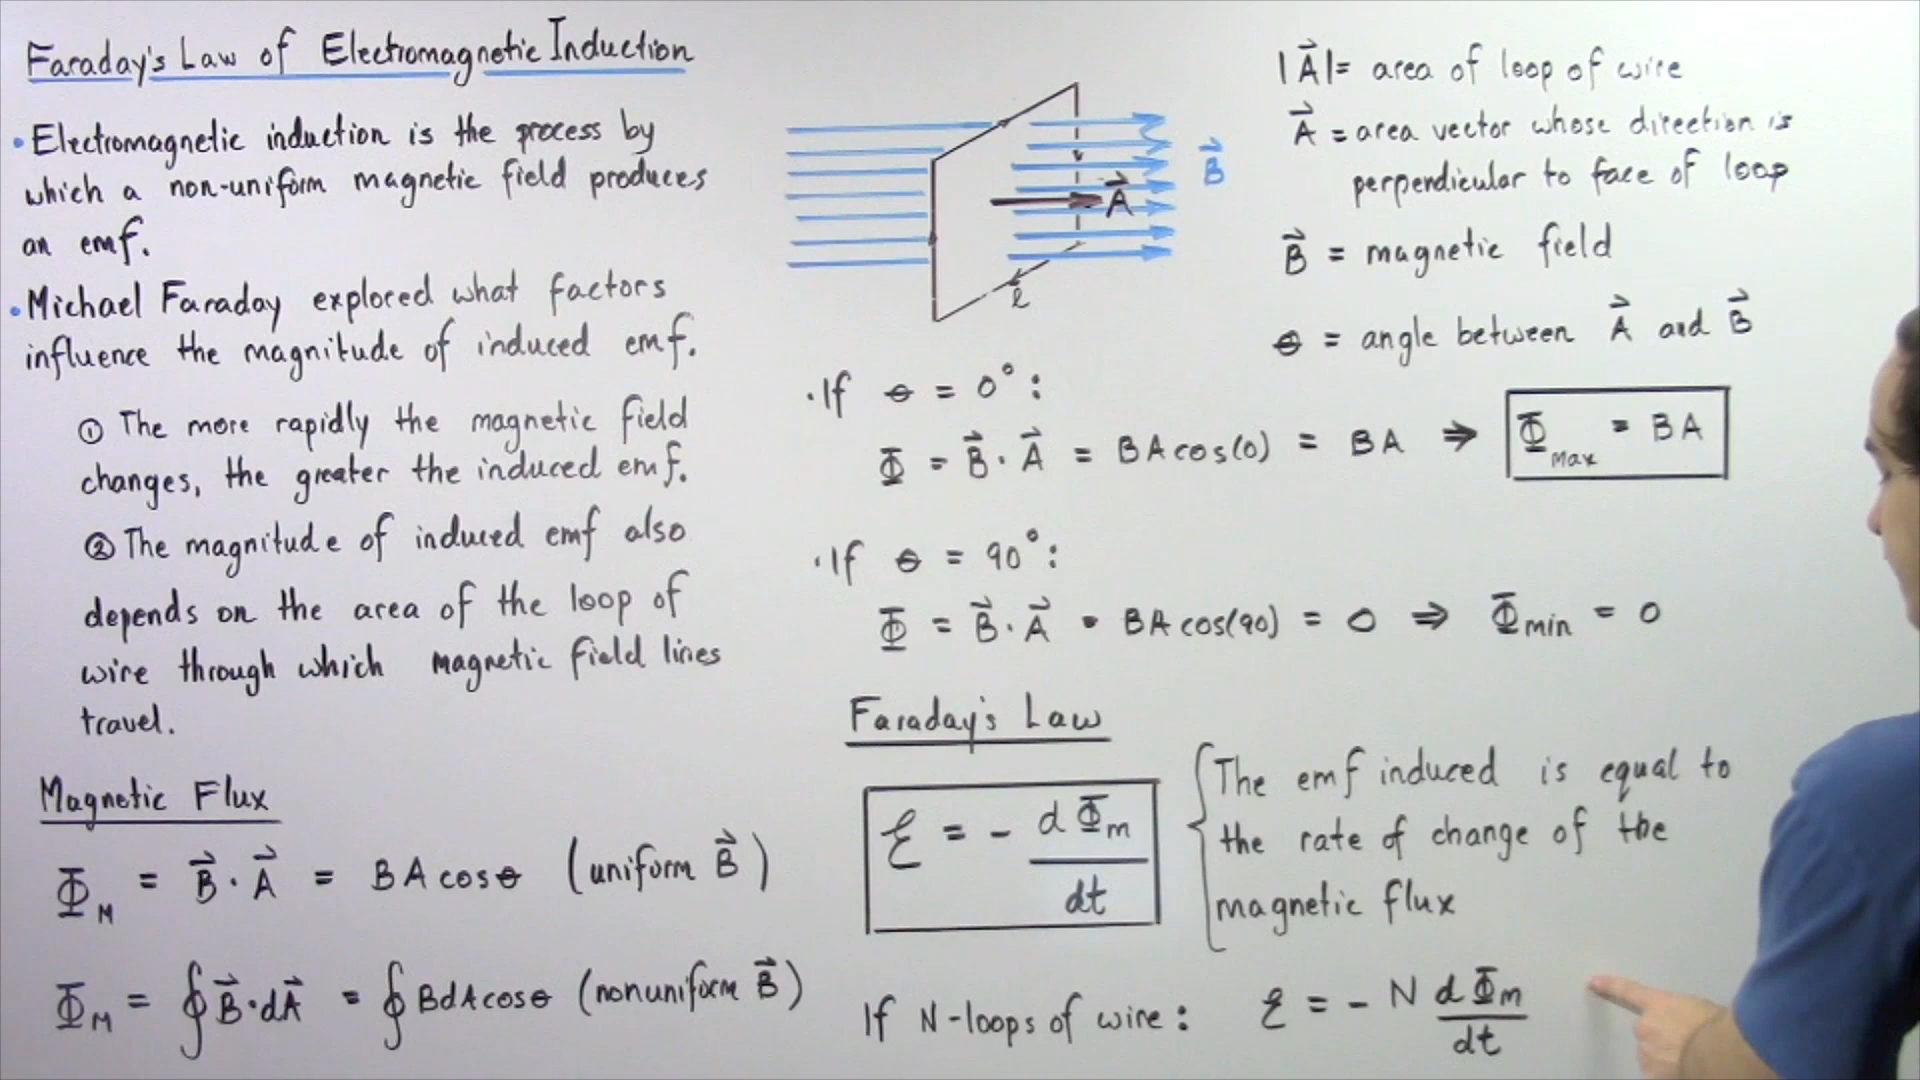 Faraday's Law of Electromagnetic Induction
• Electromagnetic induction is the process by
which a non-uniform magnetic field produces
an emf.
• Michael Faraday explored what factors
influence the magnitude of induced emf.
① The more rapidly the magnetic field
changes, the greater the induced emf.
② The magnitude of induced emf also
depends on the area of the loop of
wire through which magnetic field lines
travel.
Magnetic Flux
Φ_M = B⃗ · A⃗ = BA cosθ (uniform B⃗)
Φ_M = ∮ B⃗ · dA⃗ = ∮ BdA cosθ (nonuniform B⃗)
A⃗
B⃗
ℓ
|A⃗| = area of loop of wire
A⃗ = area vector whose direction is
perpendicular to face of loop
B⃗ = magnetic field
θ = angle between A⃗ and B⃗
· If θ = 0°:
Φ = B⃗ · A⃗ = BA cos(0) = BA ⇒ Φ_max = BA
· If θ = 90°:
Φ = B⃗ · A⃗ = BA cos(90) = 0 ⇒ Φ_min = 0
Faraday's Law
ℰ = - dΦ_m/dt
{ The emf induced is equal to
the rate of change of the
magnetic flux
If N-loops of wire: ℰ = - N dΦ_m/dt